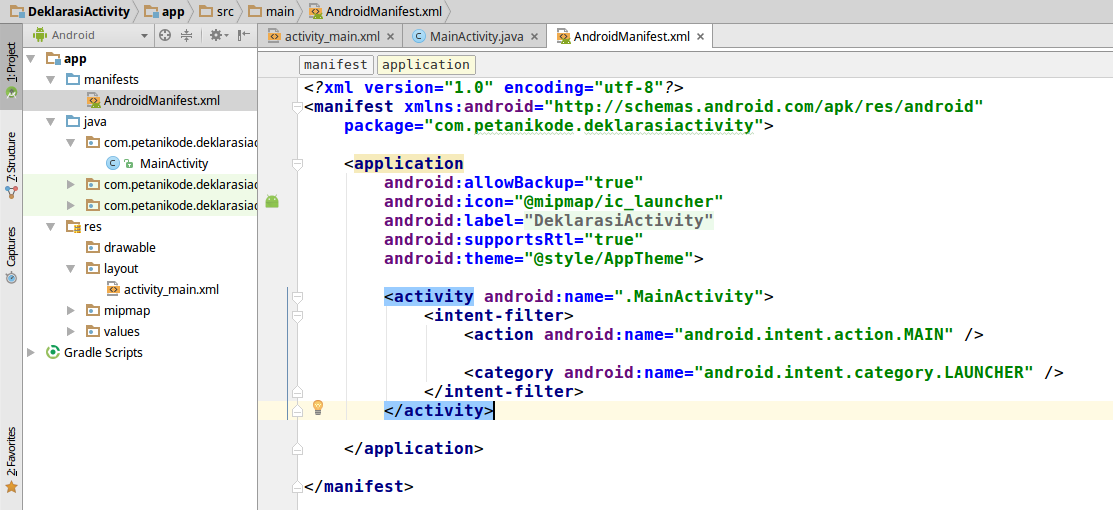 DeklarasiActivity app src main AndroidManifest.xml
Android
activity_main.xml MainActivity.java AndroidManifest.xml
1: Project
7: Structure
Captures
2: Favorites
app
manifests
AndroidManifest.xml
java
com.petanikode.deklarasiac
MainActivity
com.petanikode.deklarasiac
com.petanikode.deklarasiac
res
drawable
layout
activity_main.xml
mipmap
values
Gradle Scripts
manifest application
<?xml version="1.0" encoding="utf-8"?>
<manifest xmlns:android="http://schemas.android.com/apk/res/android"
    package="com.petanikode.deklarasiactivity">
    <application
        android:allowBackup="true"
        android:icon="@mipmap/ic_launcher"
        android:label="DeklarasiActivity"
        android:supportsRtl="true"
        android:theme="@style/AppTheme">
        <activity android:name=".MainActivity">
            <intent-filter>
                <action android:name="android.intent.action.MAIN" />
                <category android:name="android.intent.category.LAUNCHER" />
            </intent-filter>
        </activity>
    </application>
</manifest>